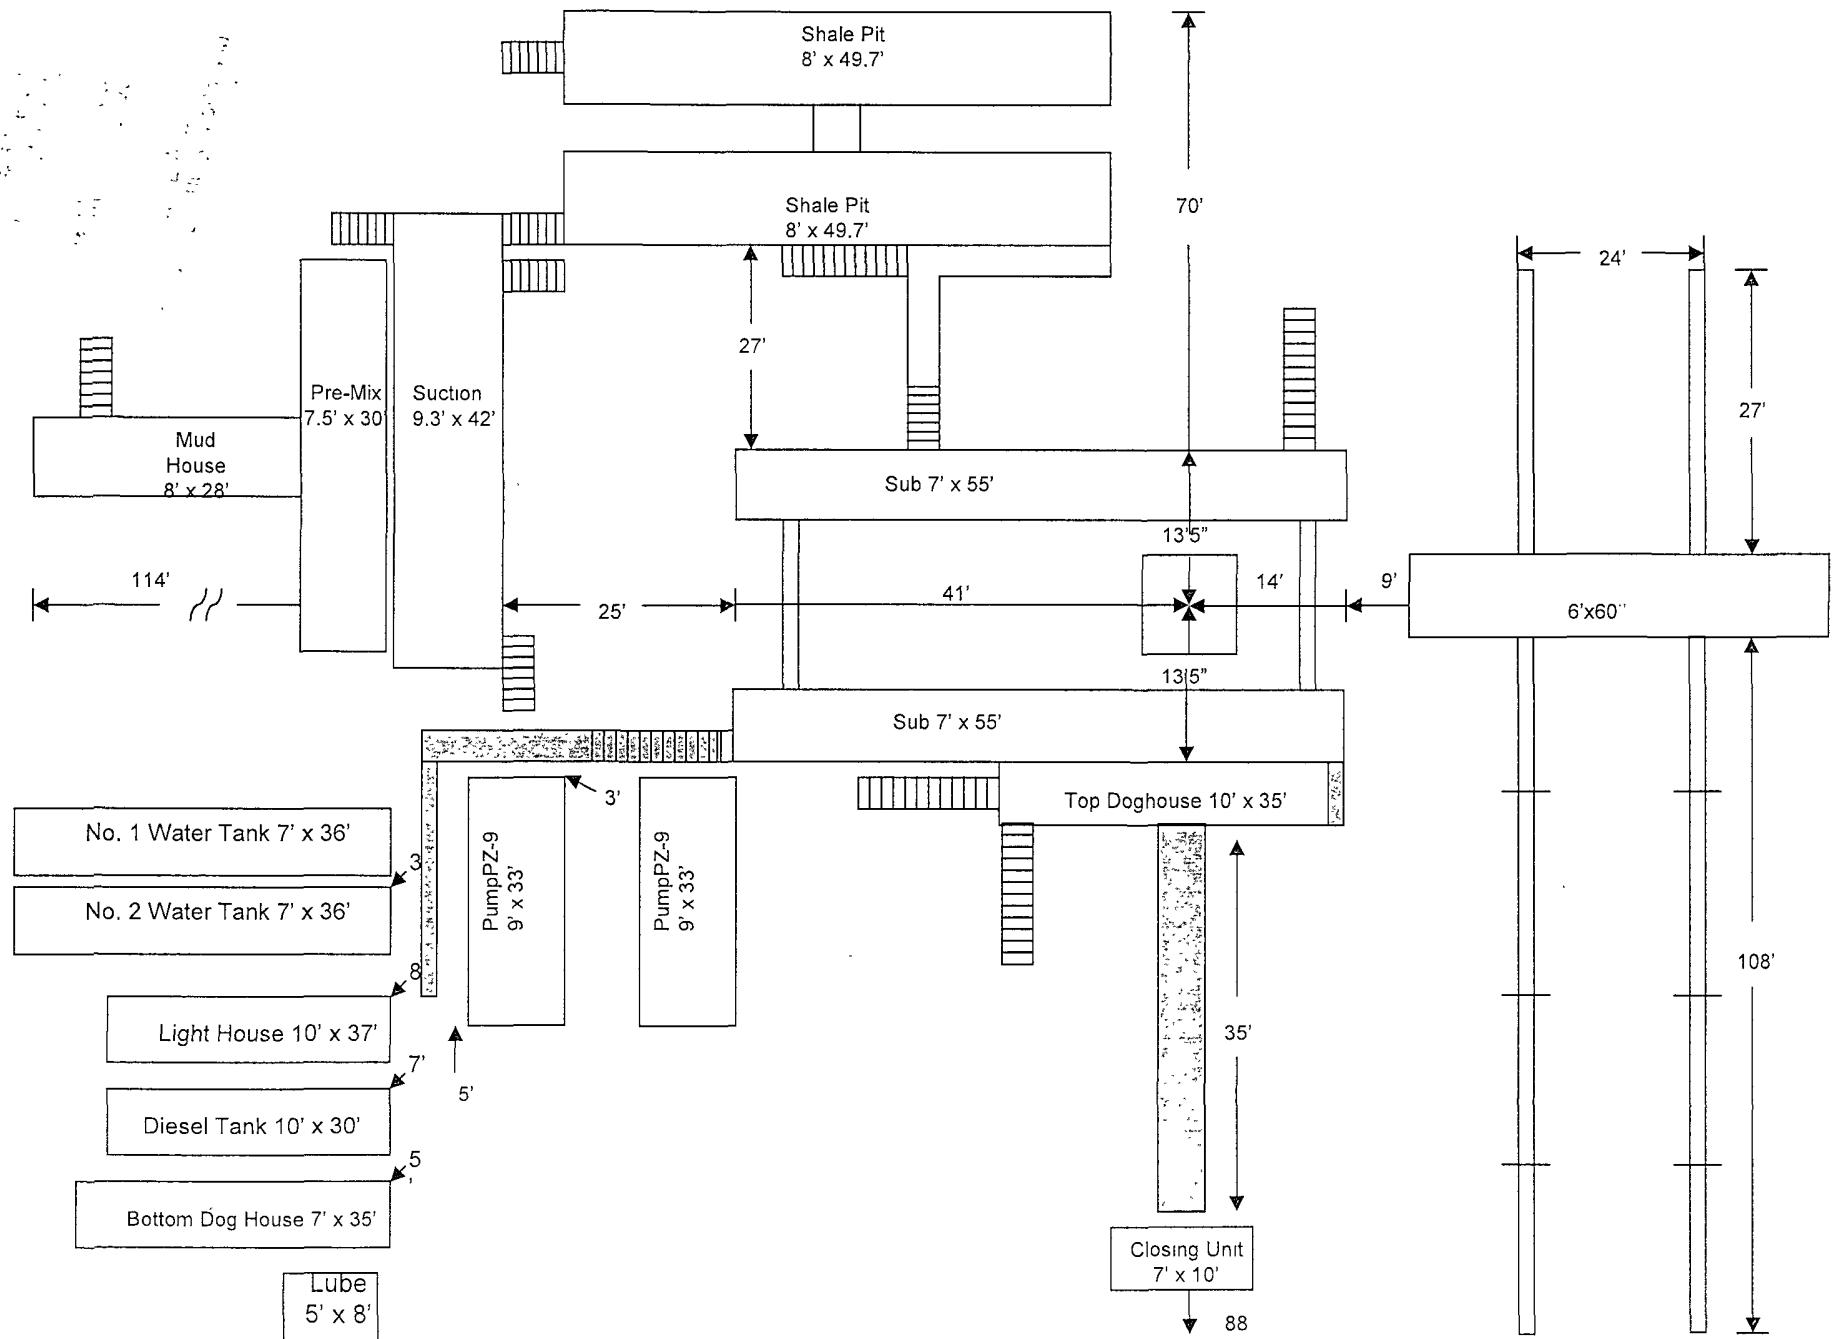 Shale Pit
8' x 49.7'
Shale Pit
8' x 49.7'
70'
24'
27'
27'
Pre-Mix
7.5' x 30'
Suction
9.3' x 42'
Mud
House
8' x 28'
Sub 7' x 55'
13'5"
114'
25'
41'
14'
9'
6'x60''
13'5"
Sub 7' x 55'
3'
Top Doghouse 10' x 35'
No. 1 Water Tank 7' x 36'
3
No. 2 Water Tank 7' x 36'
PumpPZ-9
9' x 33'
PumpPZ-9
9' x 33'
108'
8
Light House 10' x 37'
35'
7'
5'
Diesel Tank 10' x 30'
5
'
Bottom Dog House 7' x 35'
Closing Unit
7' x 10'
Lube
5' x 8'
88